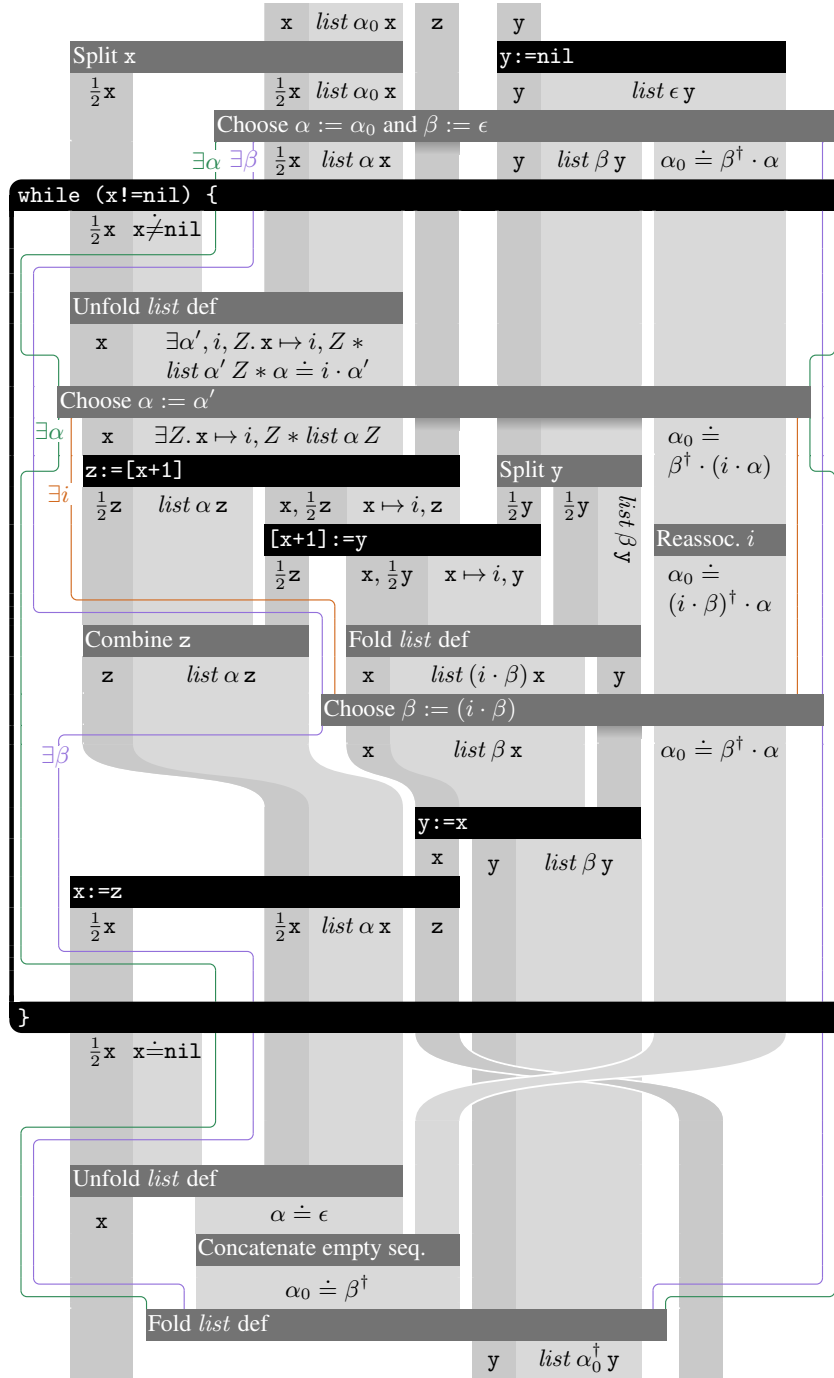 x list α₀ x z y
Split x y:=nil
½x ½x list α₀ x y list ϵ y
Choose α := α₀ and β := ϵ
∃α ∃β ½x list α x y list β y α₀ ≐ β† · α
while (x!=nil) {
½x x≠̇nil
Unfold list def
x ∃α′, i, Z. x ↦ i, Z ∗
list α′ Z ∗ α ≐ i · α′
Choose α := α′
∃α x ∃Z. x ↦ i, Z ∗ list α Z α₀ ≐
β† · (i · α)
z:=[x+1] Split y
∃i ½z list α z x, ½z x ↦ i, z ½y ½y list β y
[x+1]:=y Reassoc. i
½z x, ½y x ↦ i, y α₀ ≐
(i · β)† · α
Combine z Fold list def
z list α z x list (i · β) x y
Choose β := (i · β)
∃β x list β x α₀ ≐ β† · α
y:=x
x y list β y
x:=z
½x ½x list α x z
}
½x x≐nil
Unfold list def
x α ≐ ϵ
Concatenate empty seq.
α₀ ≐ β†
Fold list def
y list α₀† y